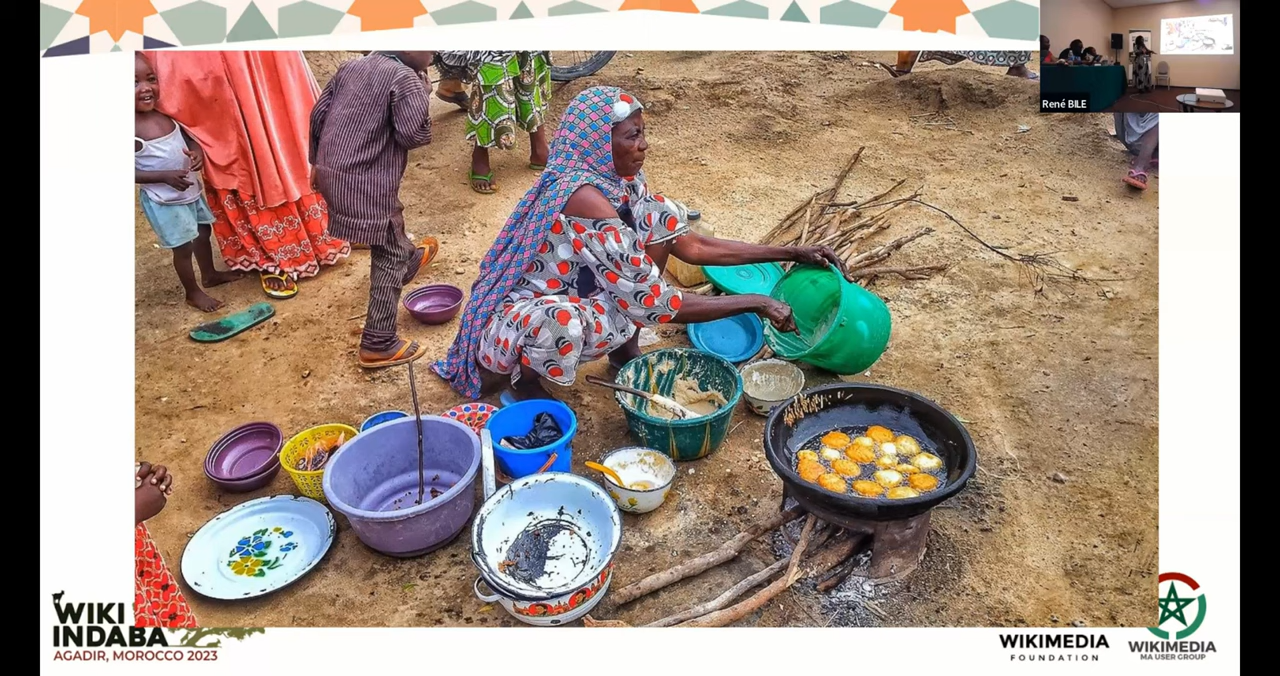 René BILE
WIKI
INDABA
AGADIR, MOROCCO 2023
WIKIMEDIA
FOUNDATION
WIKIMEDIA
MA USER GROUP